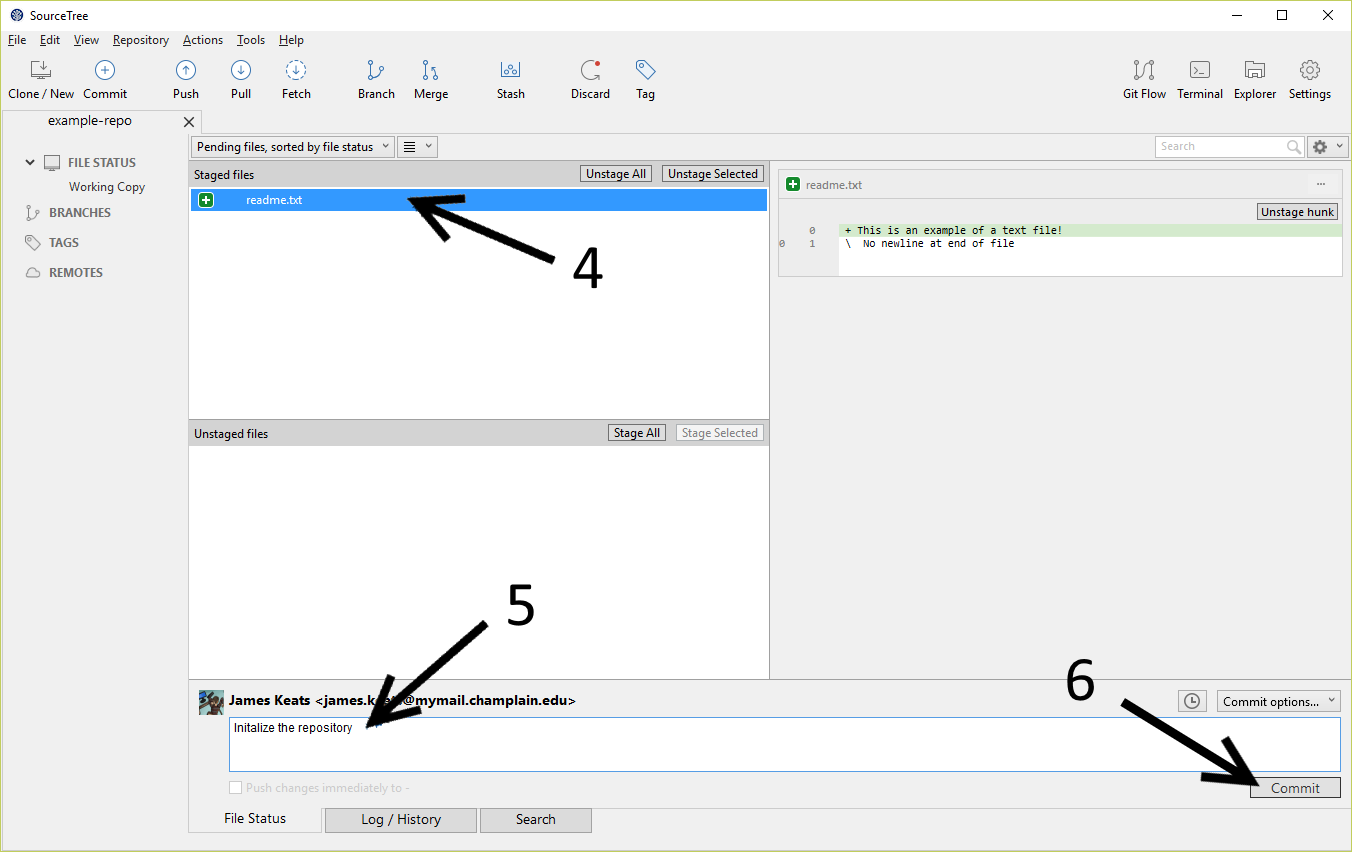 SourceTree
File Edit View Repository Actions Tools Help
Clone / New Commit Push Pull Fetch Branch Merge Stash Discard Tag Git Flow Terminal Explorer Settings
example-repo
Pending files, sorted by file status
Search
FILE STATUS
Working Copy
BRANCHES
TAGS
REMOTES
Staged files Unstage All Unstage Selected
readme.txt
4
Unstaged files Stage All Stage Selected
readme.txt ...
Unstage hunk
0 + This is an example of a text file!
0 1 \ No newline at end of file
5
6
James Keats <james.k @mymail.champlain.edu>
Commit options...
Initalize the repository
Push changes immediately to -
Commit
File Status Log / History Search